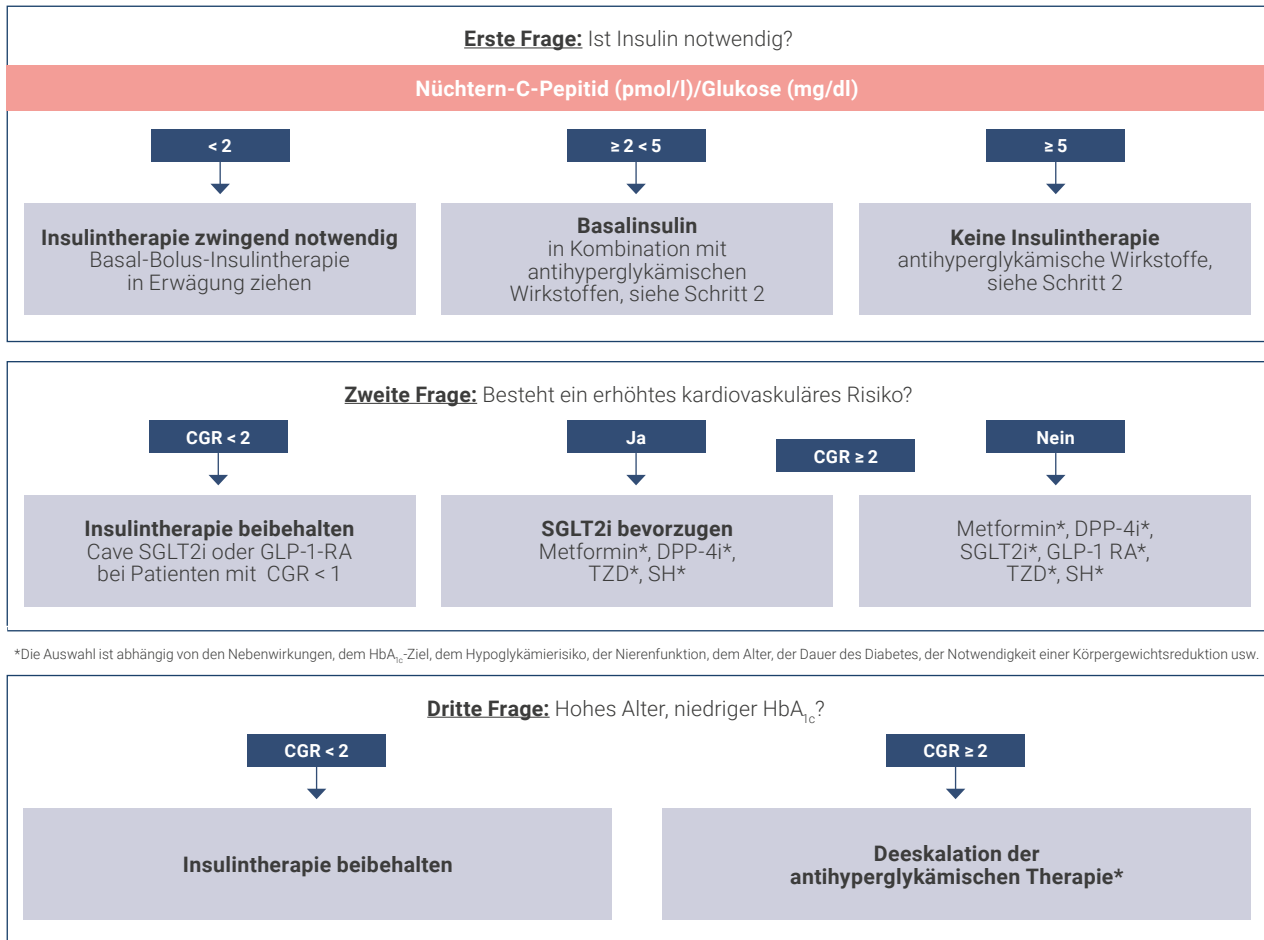 Erste Frage: Ist Insulin notwendig?
Nüchtern-C-Pepitid (pmol/l)/Glukose (mg/dl)
< 2
≥ 2 < 5
≥ 5
Insulintherapie zwingend notwendig
Basal-Bolus-Insulintherapie
in Erwägung ziehen
Basalinsulin
in Kombination mit
antihyperglykämischen
Wirkstoffen, siehe Schritt 2
Keine Insulintherapie
antihyperglykämische Wirkstoffe,
siehe Schritt 2
Zweite Frage: Besteht ein erhöhtes kardiovaskuläres Risiko?
CGR < 2
Ja
CGR ≥ 2
Nein
Insulintherapie beibehalten
Cave SGLT2i oder GLP-1-RA
bei Patienten mit CGR < 1
SGLT2i bevorzugen
Metformin*, DPP-4i*,
TZD*, SH*
Metformin*, DPP-4i*,
SGLT2i*, GLP-1 RA*,
TZD*, SH*
*Die Auswahl ist abhängig von den Nebenwirkungen, dem HbA1c-Ziel, dem Hypoglykämierisiko, der Nierenfunktion, dem Alter, der Dauer des Diabetes, der Notwendigkeit einer Körpergewichtsreduktion usw.
Dritte Frage: Hohes Alter, niedriger HbA1c?
CGR < 2
CGR ≥ 2
Insulintherapie beibehalten
Deeskalation der
antihyperglykämischen Therapie*